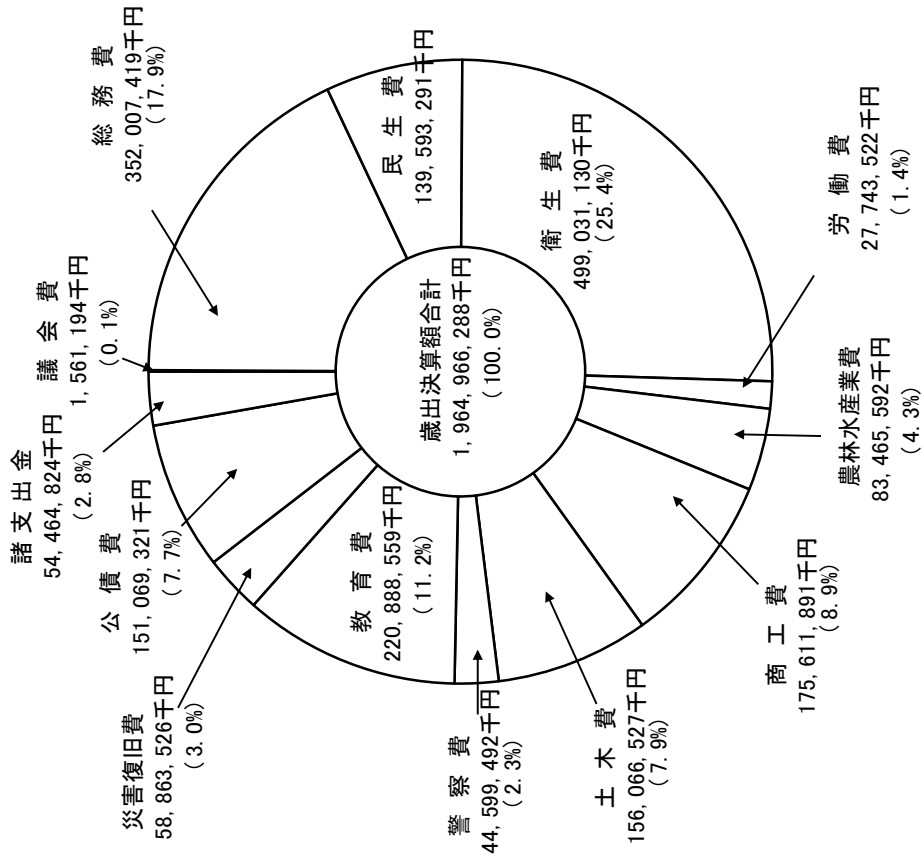 総 務 費
352,007,419千円
(17.9%)
民 生 費
139,593,291千円
衛 生 費
499,031,130千円
(25.4%)
労 働 費
27,743,522千円
(1.4%)
農林水産業費
83,465,592千円
(4.3%)
商 工 費
175,611,891千円
(8.9%)
土 木 費
156,066,527千円
(7.9%)
警 察 費
44,599,492千円
(2.3%)
教 育 費
220,888,559千円
(11.2%)
災害復旧費
58,863,526千円
(3.0%)
公 債 費
151,069,321千円
(7.7%)
諸 支 出 金
54,464,824千円
(2.8%)
議 会 費
1,561,194千円
(0.1%)
歳出決算額合計
1,964,966,288千円
(100.0%)